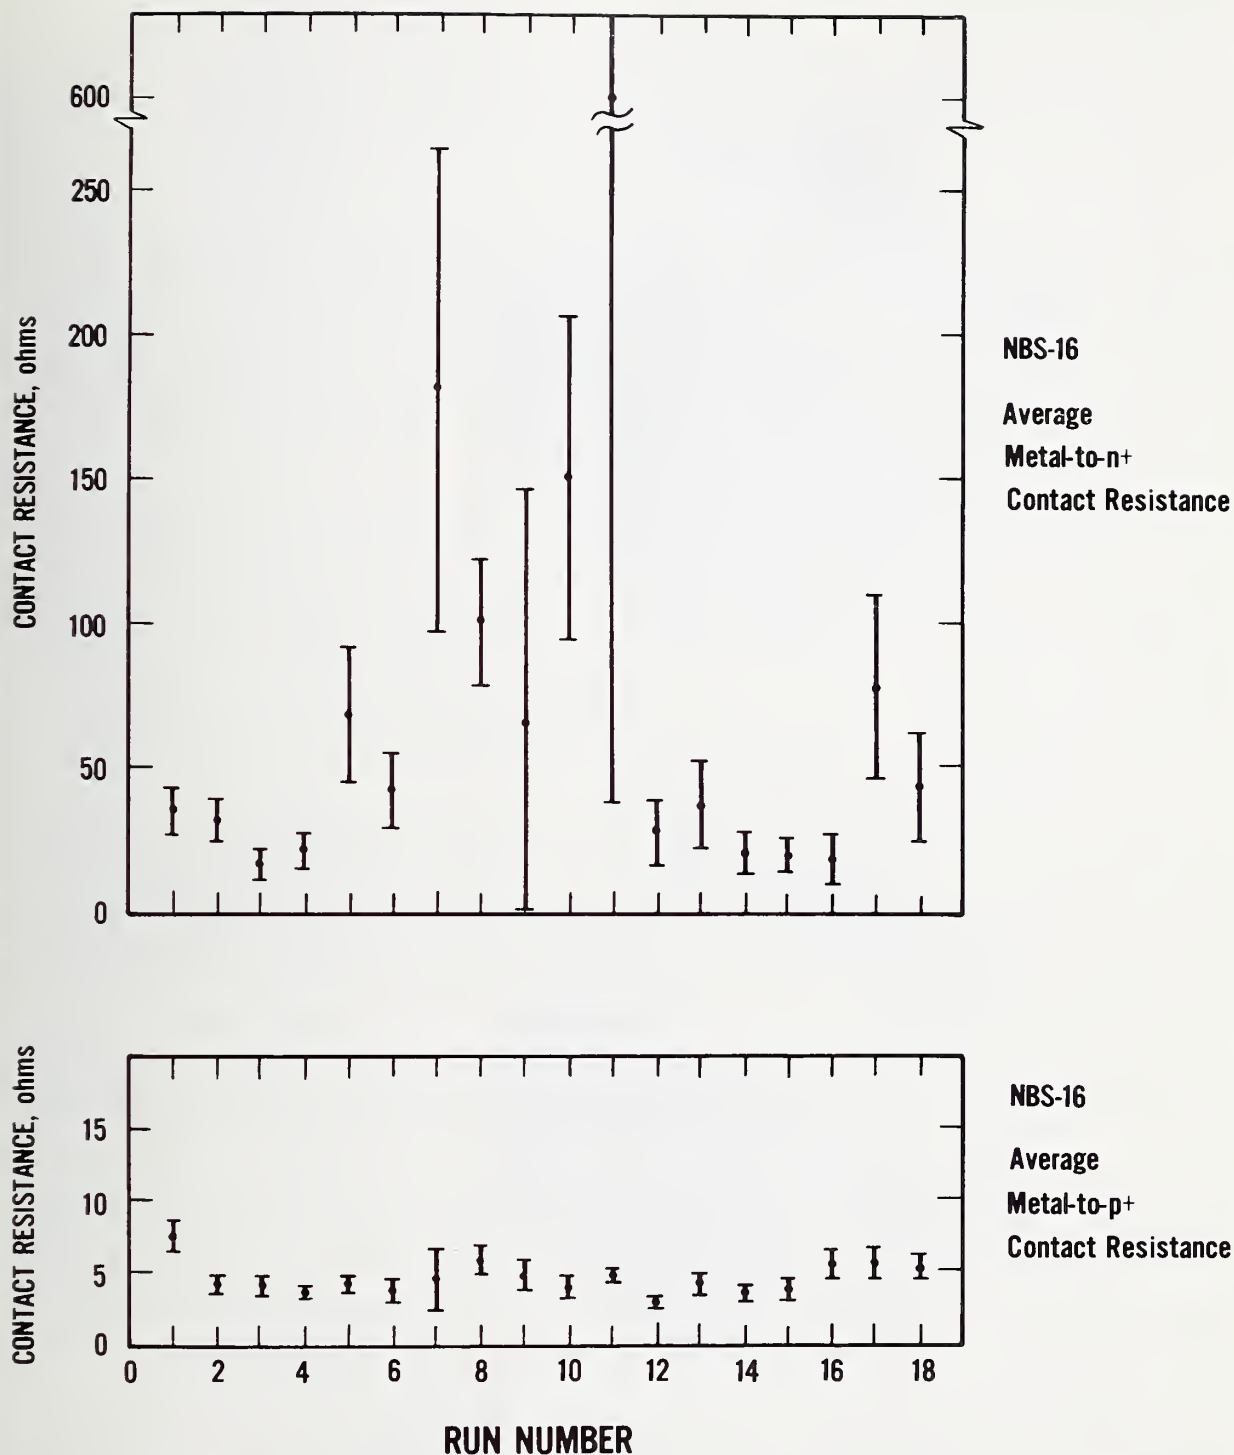 CONTACT RESISTANCE, ohms
600
250
200
150
100
50
0
NBS-16
Average
Metal-to-n+
Contact Resistance
CONTACT RESISTANCE, ohms
15
10
5
0
NBS-16
Average
Metal-to-p+
Contact Resistance
0 2 4 6 8 10 12 14 16 18
RUN NUMBER